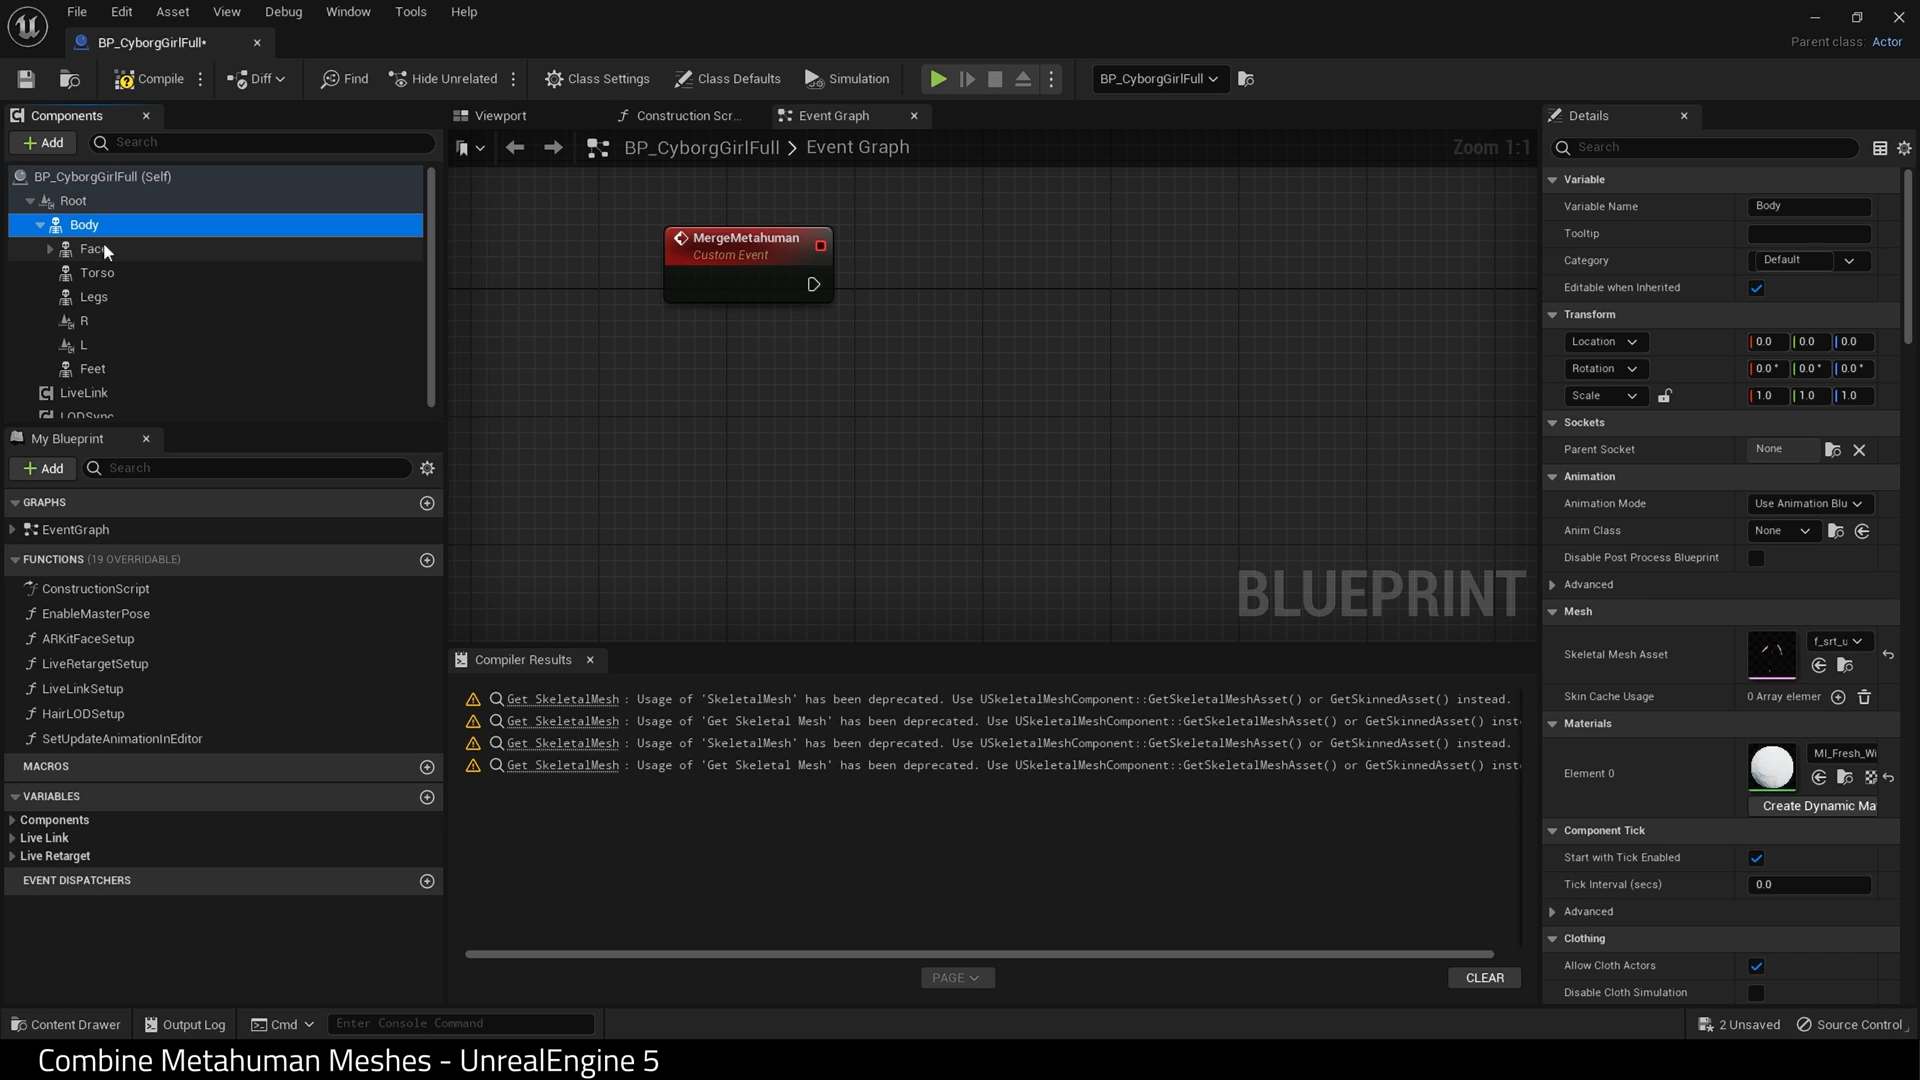 File Edit Asset View Debug Window Tools Help
BP_CyborgGirlFull*
Parent class: Actor
Compile Diff Find Hide Unrelated Class Settings Class Defaults Simulation BP_CyborgGirlFull
Components
Add Search
BP_CyborgGirlFull (Self)
Root
Body
Face
Torso
Legs
R
L
Feet
LiveLink
LODSync
My Blueprint
Add Search
GRAPHS
EventGraph
FUNCTIONS (19 OVERRIDABLE)
ConstructionScript
EnableMasterPose
ARKitFaceSetup
LiveRetargetSetup
LiveLinkSetup
HairLODSetup
SetUpdateAnimationInEditor
MACROS
VARIABLES
Components
Live Link
Live Retarget
EVENT DISPATCHERS
Viewport Construction Scr... Event Graph
BP_CyborgGirlFull > Event Graph Zoom 1:1
MergeMetahuman
Custom Event
BLUEPRINT
Compiler Results
Get SkeletalMesh : Usage of 'SkeletalMesh' has been deprecated. Use USkeletalMeshComponent::GetSkeletalMeshAsset() or GetSkinnedAsset() instead.
Get SkeletalMesh : Usage of 'Get Skeletal Mesh' has been deprecated. Use USkeletalMeshComponent::GetSkeletalMeshAsset() or GetSkinnedAsset() inst
Get SkeletalMesh : Usage of 'SkeletalMesh' has been deprecated. Use USkeletalMeshComponent::GetSkeletalMeshAsset() or GetSkinnedAsset() instead.
Get SkeletalMesh : Usage of 'Get Skeletal Mesh' has been deprecated. Use USkeletalMeshComponent::GetSkeletalMeshAsset() or GetSkinnedAsset() inst
PAGE
CLEAR
Details
Search
Variable
Variable Name Body
Tooltip
Category Default
Editable when Inherited
Transform
Location 0.0 0.0 0.0
Rotation 0.0° 0.0° 0.0°
Scale 1.0 1.0 1.0
Sockets
Parent Socket None
Animation
Animation Mode Use Animation Blu
Anim Class None
Disable Post Process Blueprint
Advanced
Mesh
Skeletal Mesh Asset f_srt_u
Skin Cache Usage 0 Array elemer
Materials
Element 0 MI_Fresh_Wi
Create Dynamic Ma
Component Tick
Start with Tick Enabled
Tick Interval (secs) 0.0
Advanced
Clothing
Allow Cloth Actors
Disable Cloth Simulation
Content Drawer Output Log Cmd Enter Console Command 2 Unsaved Source Control
Combine Metahuman Meshes - UnrealEngine 5